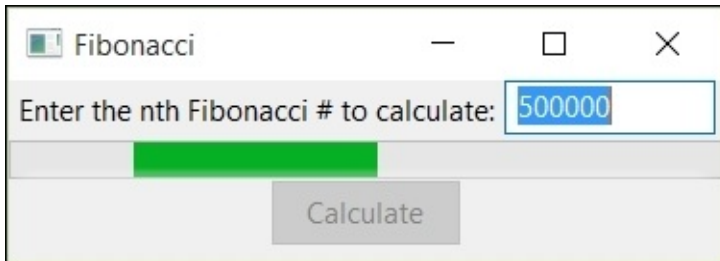 Fibonacci
Enter the nth Fibonacci # to calculate: 500000
Calculate